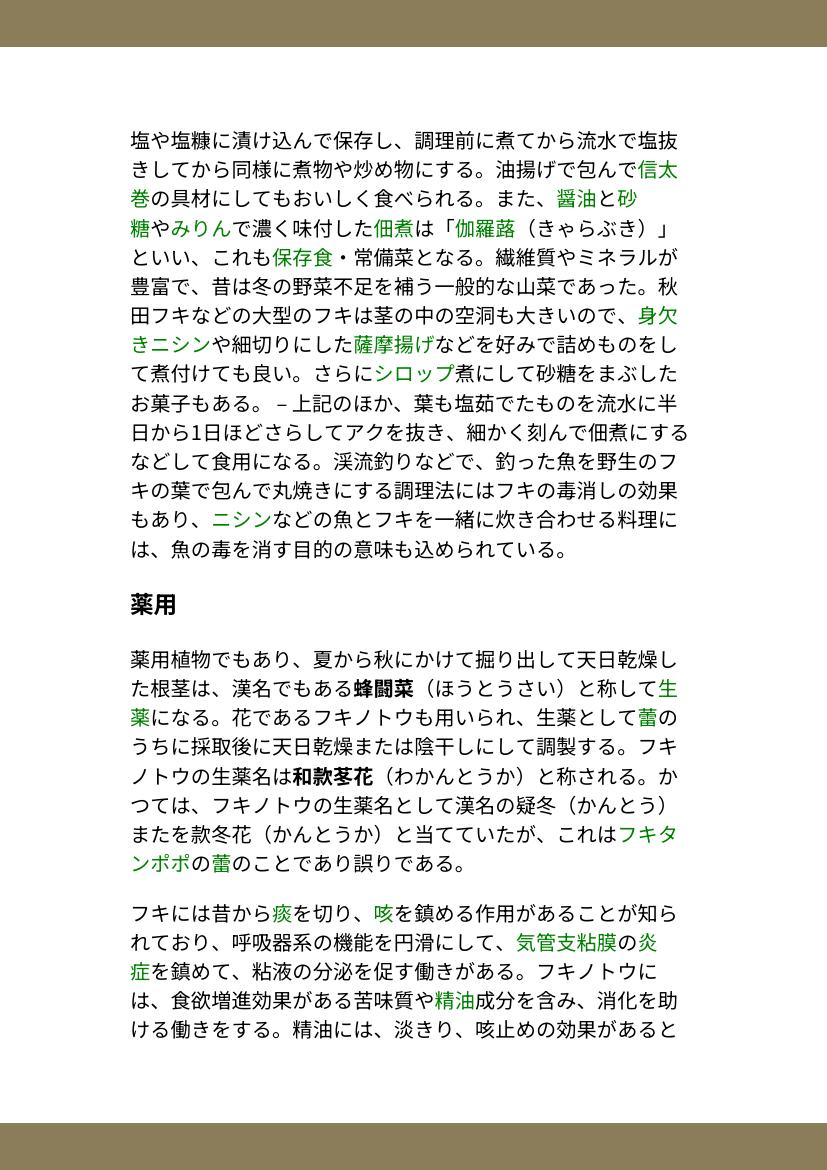 塩や塩糠に漬け込んで保存し、調理前に煮てから流水で塩抜
きしてから同様に煮物や炒め物にする。油揚げで包んで信太
巻の具材にしてもおいしく食べられる。また、醤油と砂
糖やみりんで濃く味付した佃煮は「伽羅蕗（きゃらぶき）」
といい、これも保存食・常備菜となる。繊維質やミネラルが
豊富で、昔は冬の野菜不足を補う一般的な山菜であった。秋
田フキなどの大型のフキは茎の中の空洞も大きいので、身欠
きニシンや細切りにした薩摩揚げなどを好みで詰めものをし
て煮付けても良い。さらにシロップ煮にして砂糖をまぶした
お菓子もある。 – 上記のほか、葉も塩茹でたものを流水に半
日から1日ほどさらしてアクを抜き、細かく刻んで佃煮にする
などして食用になる。渓流釣りなどで、釣った魚を野生のフ
キの葉で包んで丸焼きにする調理法にはフキの毒消しの効果
もあり、ニシンなどの魚とフキを一緒に炊き合わせる料理に
は、魚の毒を消す目的の意味も込められている。
薬用
薬用植物でもあり、夏から秋にかけて掘り出して天日乾燥し
た根茎は、漢名でもある蜂闘菜（ほうとうさい）と称して生
薬になる。花であるフキノトウも用いられ、生薬として蕾の
うちに採取後に天日乾燥または陰干しにして調製する。フキ
ノトウの生薬名は和款苳花（わかんとうか）と称される。か
つては、フキノトウの生薬名として漢名の疑冬（かんとう）
またを款冬花（かんとうか）と当てていたが、これはフキタ
ンポポの蕾のことであり誤りである。
フキには昔から痰を切り、咳を鎮める作用があることが知ら
れており、呼吸器系の機能を円滑にして、気管支粘膜の炎
症を鎮めて、粘液の分泌を促す働きがある。フキノトウに
は、食欲増進効果がある苦味質や精油成分を含み、消化を助
ける働きをする。精油には、淡きり、咳止めの効果があると